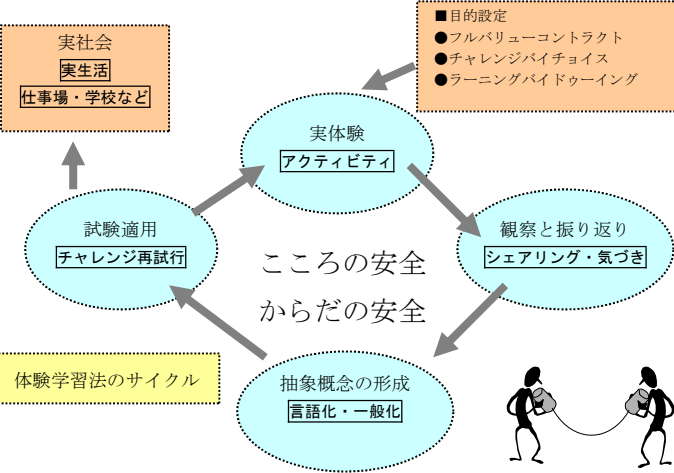 ■目的設定
●フルバリューコントラクト
●チャレンジバイチョイス
●ラーニングバイドゥーイング
実社会
実生活
仕事場・学校など
実体験
アクティビティ
試験適用
チャレンジ再試行
観察と振り返り
シェアリング・気づき
こころの安全
からだの安全
体験学習法のサイクル
抽象概念の形成
言語化・一般化